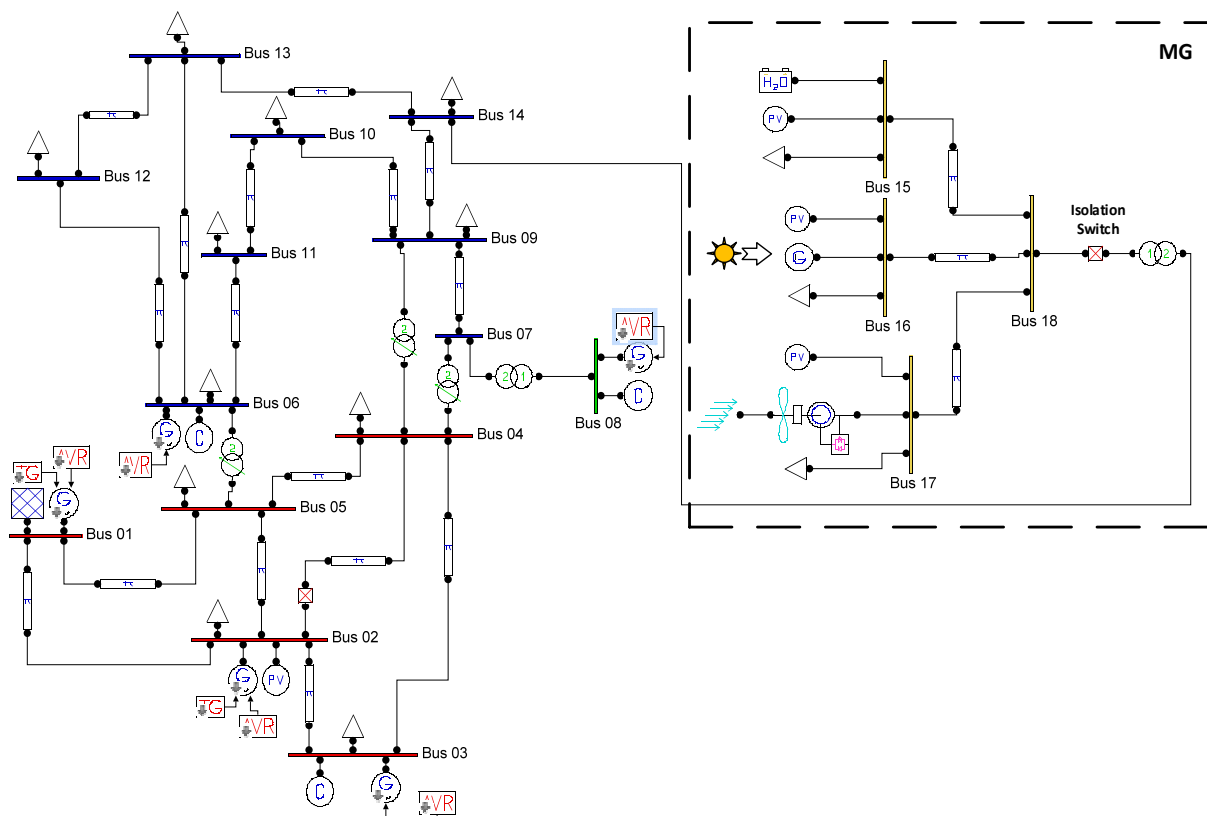 MG
Bus 13
H2O
Bus 14
PV
Bus 10
Bus 12
Bus 15
PV
Isolation
Switch
Bus 11
Bus 09
G
1 2
2
Bus 16
Bus 18
Bus 07
AVR
G
2
2 1
PV
C
Bus 06
Bus 08
G
C
Bus 04
2
AVR
AVR
TG
Bus 17
G
Bus 05
Bus 01
Bus 02
G
PV
TG
AVR
Bus 03
C
G
AVR